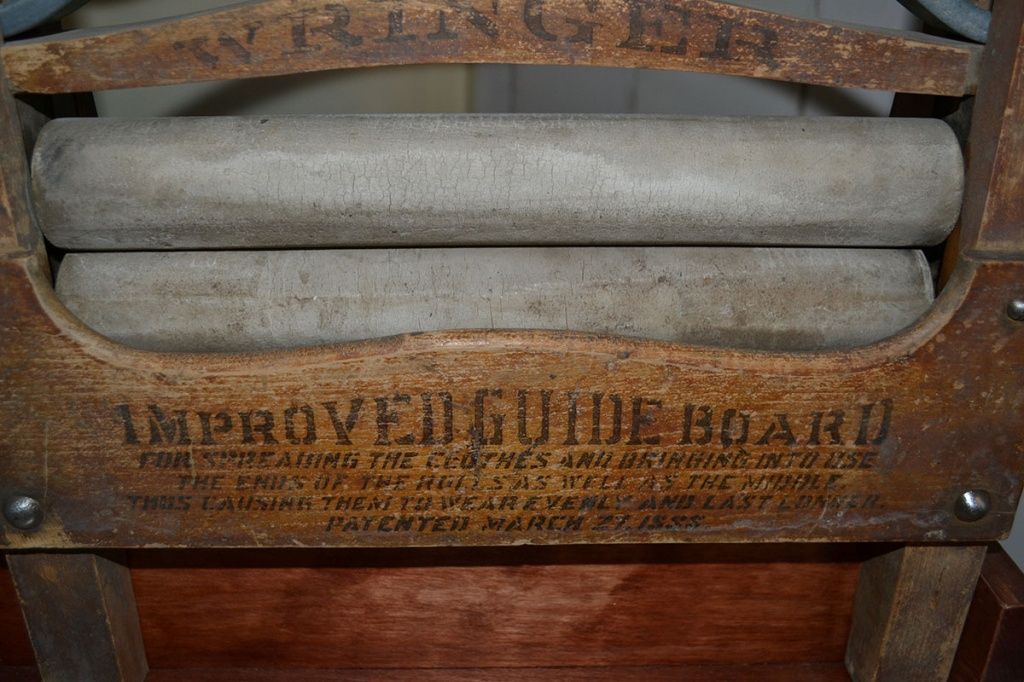 WRINGER
IMPROVED GUIDE BOARD
FOR SPREADING THE CLOTHES AND BRINGING INTO USE
THE ENDS OF THE ROLLS AS WELL AS THE MIDDLE.
THUS CAUSING THEM TO WEAR EVENLY AND LAST LONGER.
PATENTED MARCH 27. 1888.